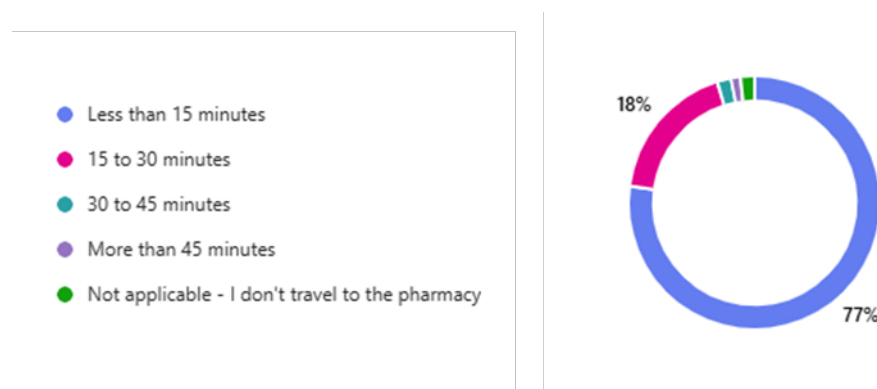 Less than 15 minutes
15 to 30 minutes
30 to 45 minutes
More than 45 minutes
Not applicable - I don't travel to the pharmacy
18%
77%